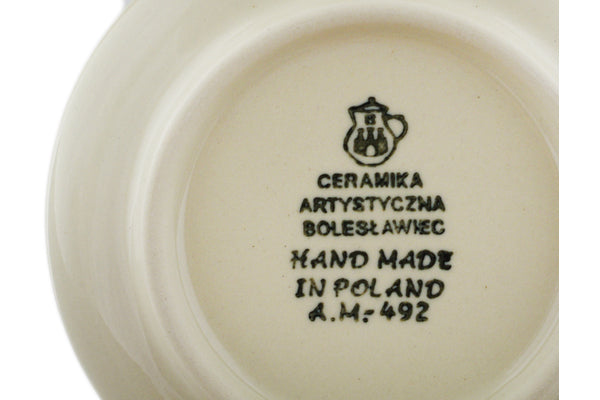 CERAMIKA
ARTYSTYCZNA
BOLESŁAWIEC
HAND MADE
IN POLAND
A.M.- 492